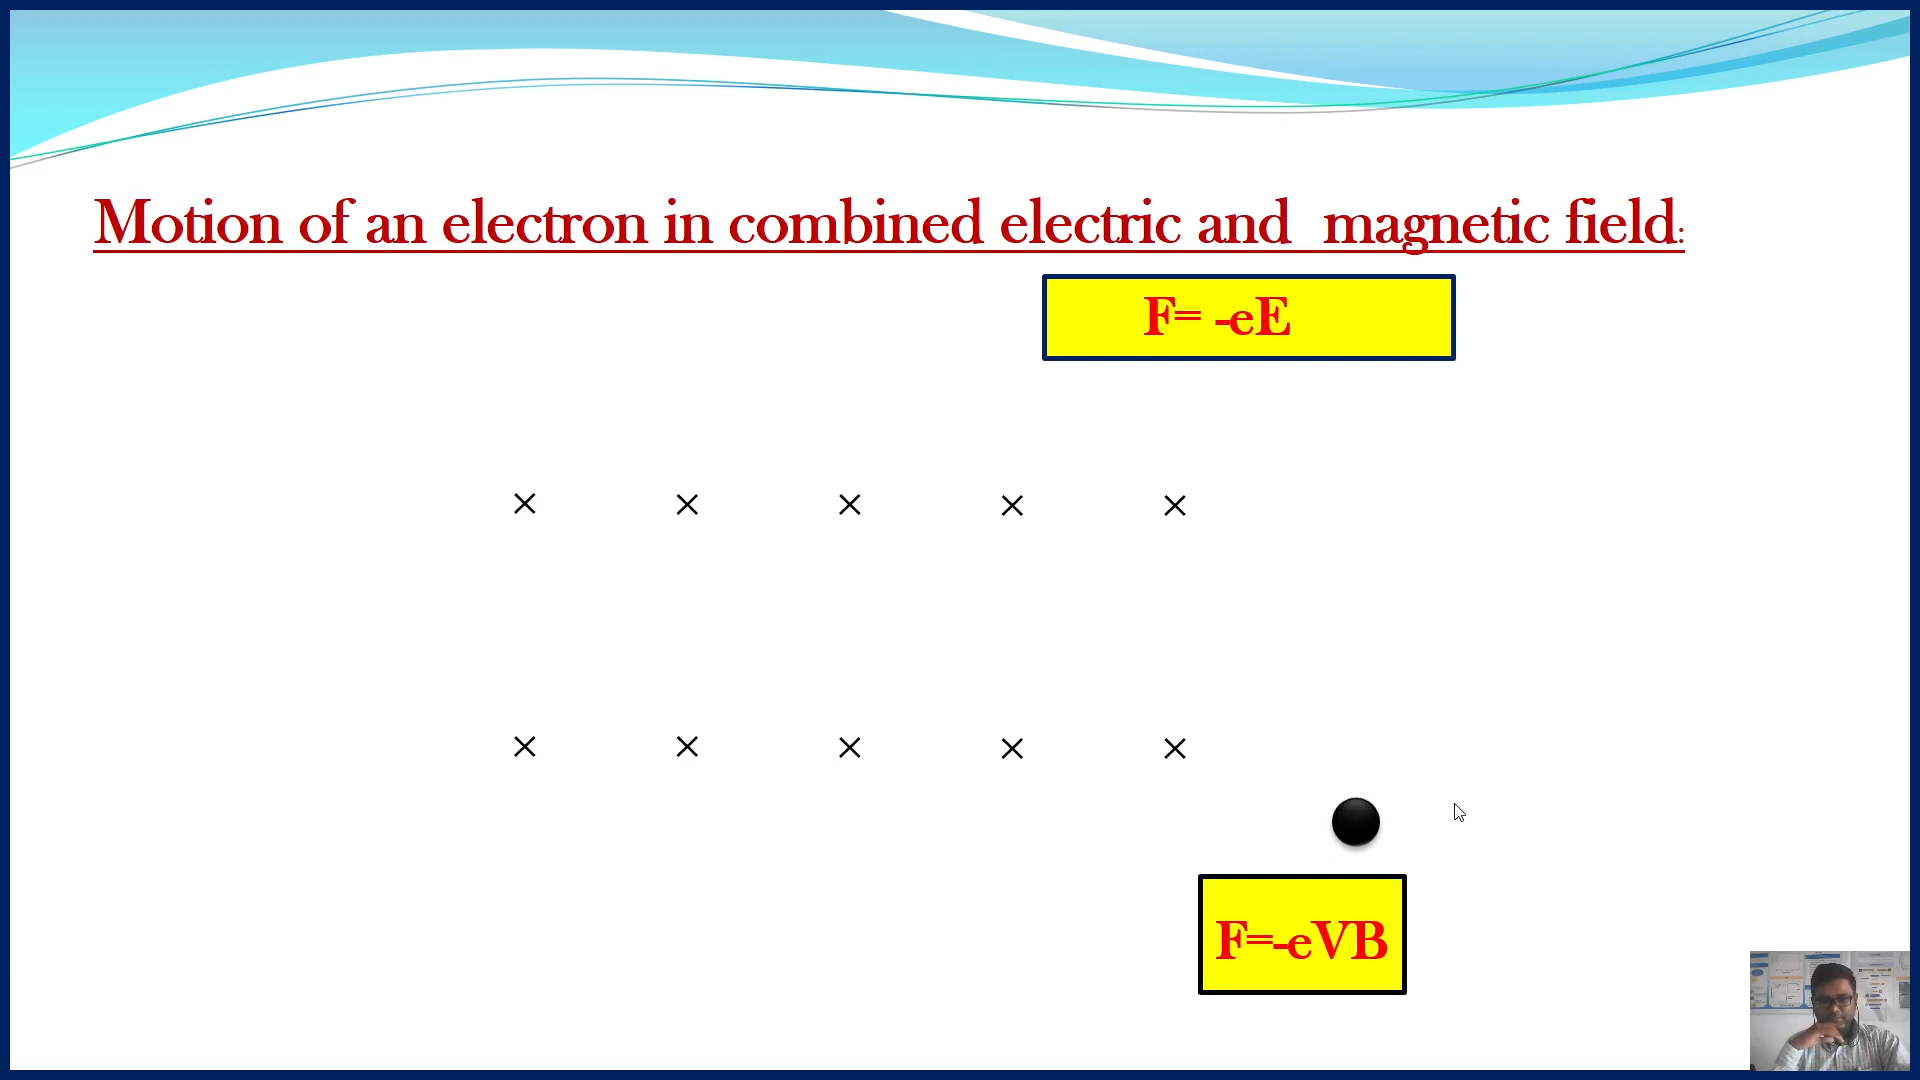 Motion of an electron in combined electric and magnetic field:
F= -eE
× × × × ×
× × × × ×
F=-eVB